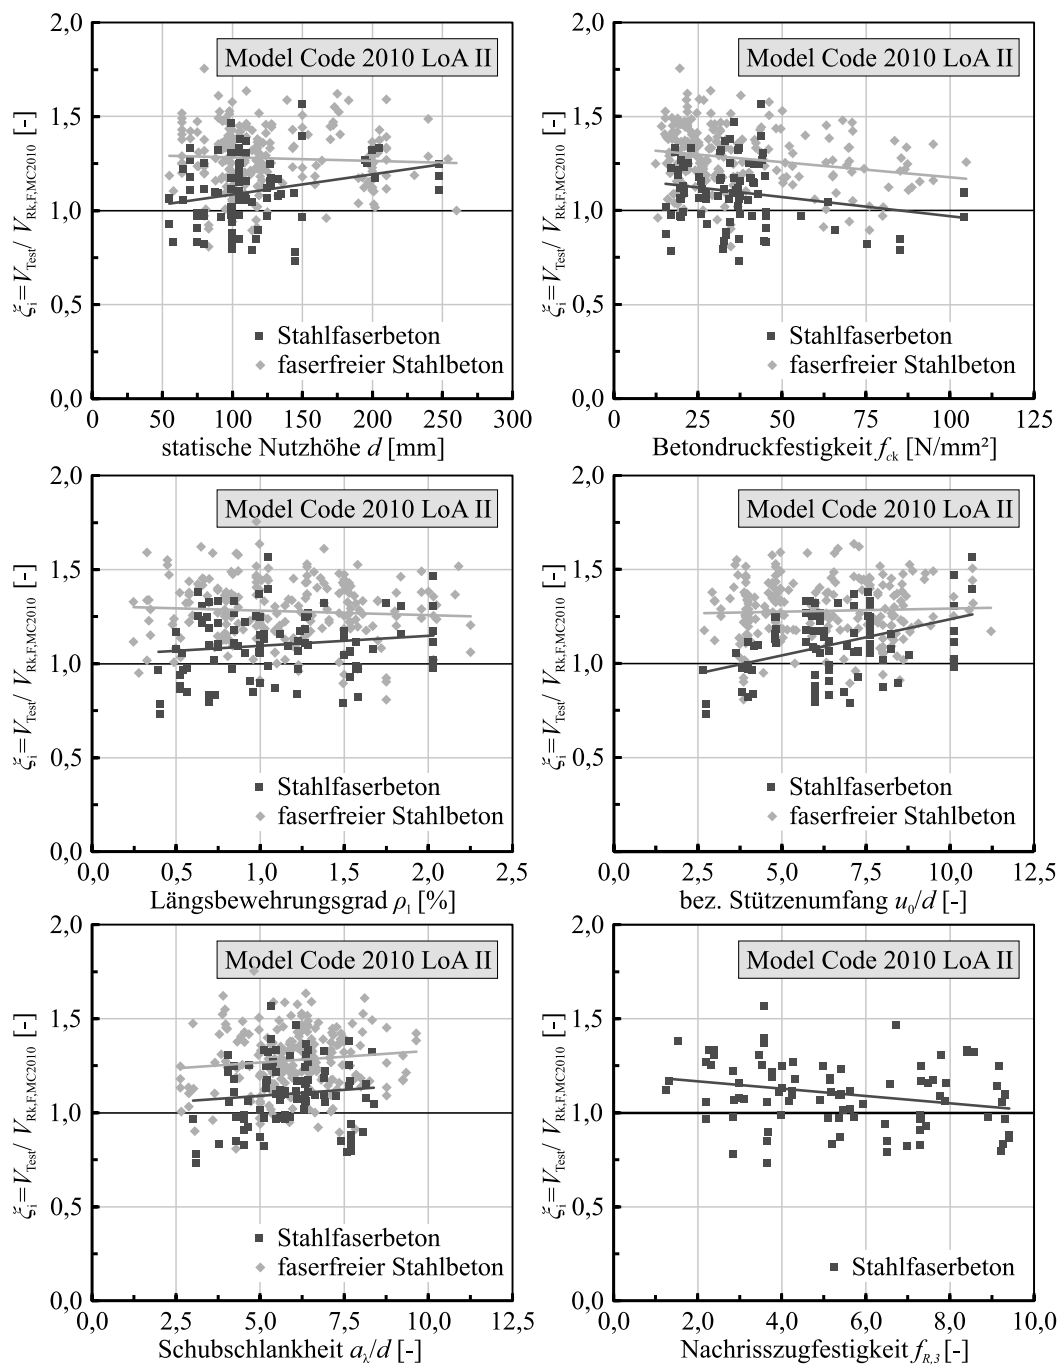 2,0
1,5
1,0
0,5
0,0
ξi=VTest/ VRk,F,MC2010 [-]
Model Code 2010 LoA II
Stahlfaserbeton
faserfreier Stahlbeton
0 50 100 150 200 250 300
statische Nutzhöhe d [mm]
2,0
1,5
1,0
0,5
0,0
ξi=VTest/ VRk,F,MC2010 [-]
Model Code 2010 LoA II
Stahlfaserbeton
faserfreier Stahlbeton
0 25 50 75 100 125
Betondruckfestigkeit fck [N/mm²]
2,0
1,5
1,0
0,5
0,0
ξi=VTest/ VRk,F,MC2010 [-]
Model Code 2010 LoA II
Stahlfaserbeton
faserfreier Stahlbeton
0,0 0,5 1,0 1,5 2,0 2,5
Längsbewehrungsgrad ρ1 [%]
2,0
1,5
1,0
0,5
0,0
ξi=VTest/ VRk,F,MC2010 [-]
Model Code 2010 LoA II
Stahlfaserbeton
faserfreier Stahlbeton
0,0 2,5 5,0 7,5 10,0 12,5
bez. Stützenumfang u0/d [-]
2,0
1,5
1,0
0,5
0,0
ξi=VTest/ VRk,F,MC2010 [-]
Model Code 2010 LoA II
Stahlfaserbeton
faserfreier Stahlbeton
0,0 2,5 5,0 7,5 10,0 12,5
Schubschlankheit aλ/d [-]
2,0
1,5
1,0
0,5
0,0
ξi=VTest/ VRk,F,MC2010 [-]
Model Code 2010 LoA II
Stahlfaserbeton
0,0 2,0 4,0 6,0 8,0 10,0
Nachrisszugfestigkeit fR,3 [-]